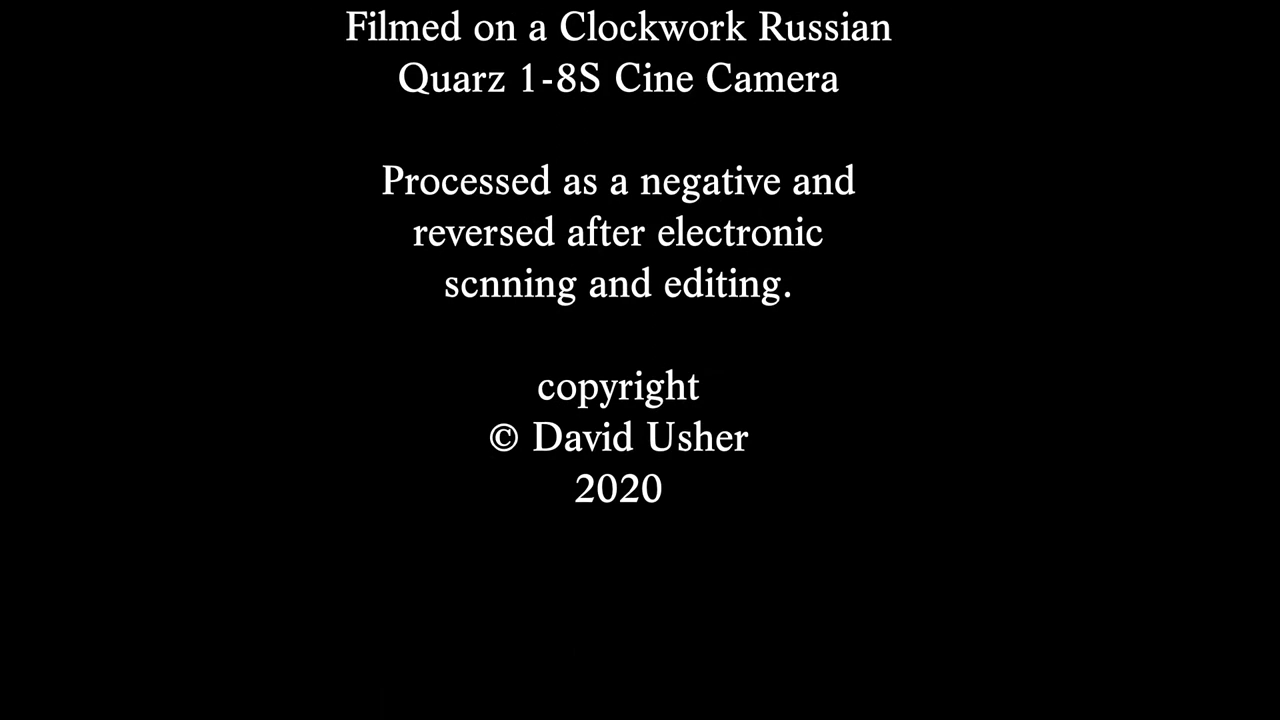 Filmed on a Clockwork Russian
Quarz 1-8S Cine Camera
Processed as a negative and
reversed after electronic
scnning and editing.
copyright
© David Usher
2020